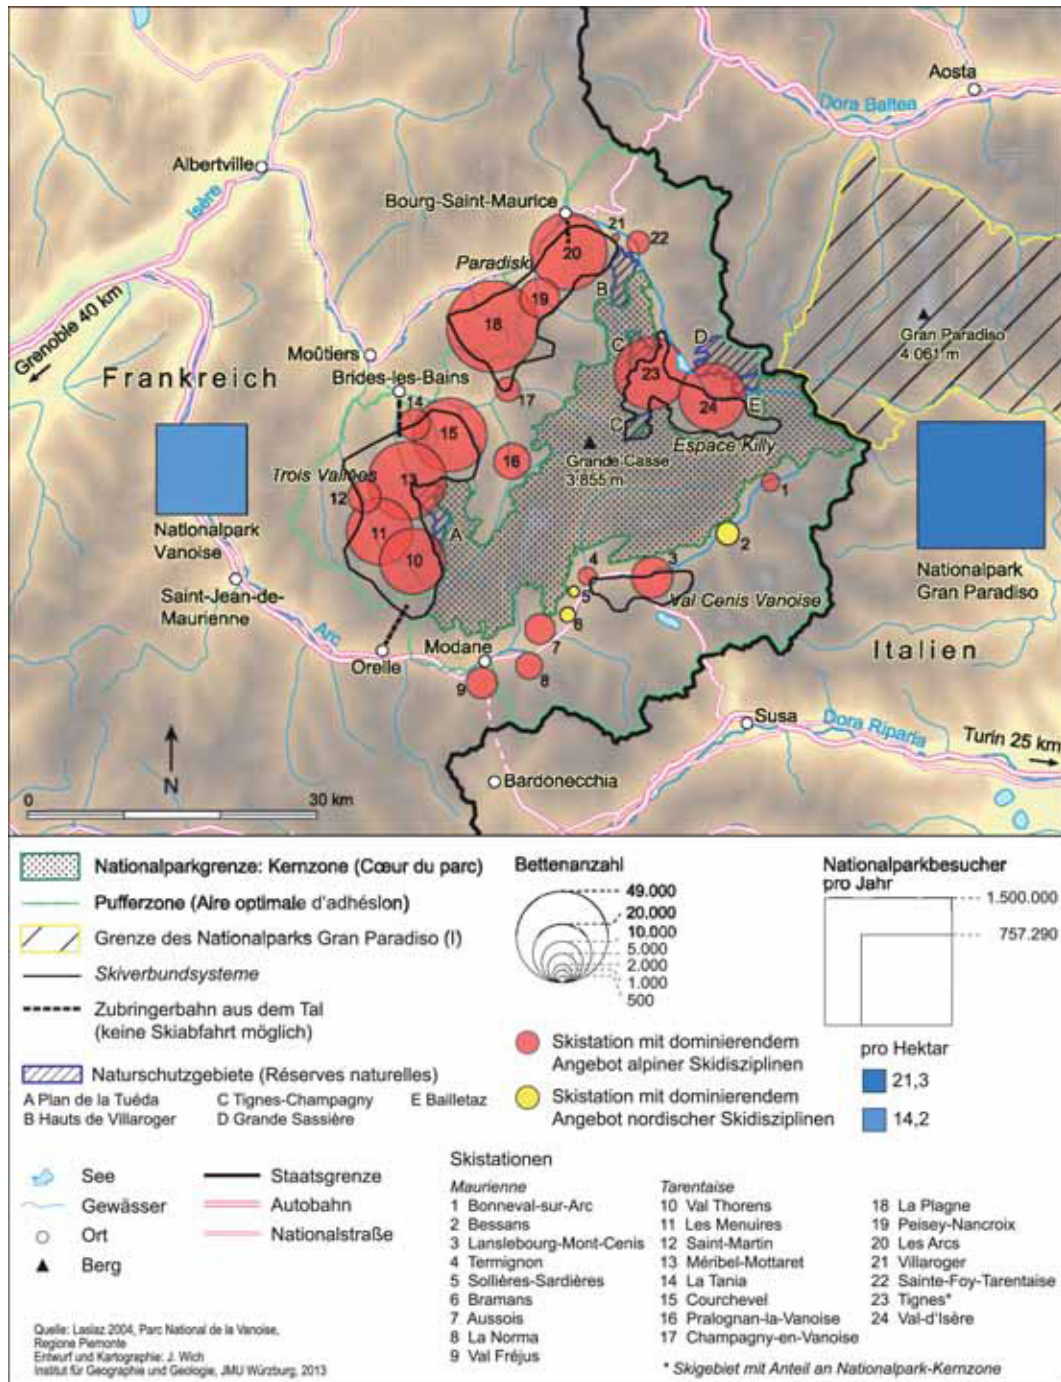 Aosta
Dora Baltea
Albertville
Isère
Bourg-Saint-Maurice
21
22
20
Paradiski
B
19
18
Gran Paradiso
4.061 m
Grenoble 40 km
Moûtiers
D
C
23
Frankreich
Brides-les-Bains
17
24
E
14
15
C
Espace Killy
16
Grande Casse
3.855 m
Trois Vallées
13
12
1
11
A
2
10
Nationalpark
Vanoise
4
3
Nationalpark
Gran Paradiso
5
Val Cenis Vanoise
Saint-Jean-de-
Maurienne
6
Arc
Modane
7
Italien
Orelle
8
9
Susa
Dora Riparia
Turin 25 km
N
Bardonecchia
0
30 km
Nationalparkgrenze: Kernzone (Cœur du parc)
Pufferzone (Aire optimale d'adhésion)
Grenze des Nationalparks Gran Paradiso (I)
Skiverbundsysteme
Zubringerbahn aus dem Tal
(keine Skiabfahrt möglich)
Naturschutzgebiete (Réserves naturelles)
A Plan de la Tuéda
C Tignes-Champagny
E Bailletaz
B Hauts de Villaroger
D Grande Sassière
Bettenanzahl
49.000
20.000
10.000
5.000
2.000
1.000
500
Skistation mit dominierendem
Angebot alpiner Skidisziplinen
Skistation mit dominierendem
Angebot nordischer Skidisziplinen
Nationalparkbesucher
pro Jahr
1.500.000
757.290
pro Hektar
21,3
14,2
See
Gewässer
Ort
Berg
Staatsgrenze
Autobahn
Nationalstraße
Skistationen
Maurienne
1 Bonneval-sur-Arc
2 Bessans
3 Lanslebourg-Mont-Cenis
4 Termignon
5 Sollières-Sardières
6 Bramans
7 Aussois
8 La Norma
9 Val Fréjus
Tarentaise
10 Val Thorens
11 Les Menuires
12 Saint-Martin
13 Méribel-Mottaret
14 La Tania
15 Courchevel
16 Pralognan-la-Vanoise
17 Champagny-en-Vanoise
18 La Plagne
19 Peisey-Nancroix
20 Les Arcs
21 Villaroger
22 Sainte-Foy-Tarentaise
23 Tignes*
24 Val-d'Isère
* Skigebiet mit Anteil an Nationalpark-Kernzone
Quelle: Laslaz 2004, Parc National de la Vanoise,
Regione Piemonte
Entwurf und Kartographie: J. Wich
Institut für Geographie und Geologie, JMU Würzburg, 2013